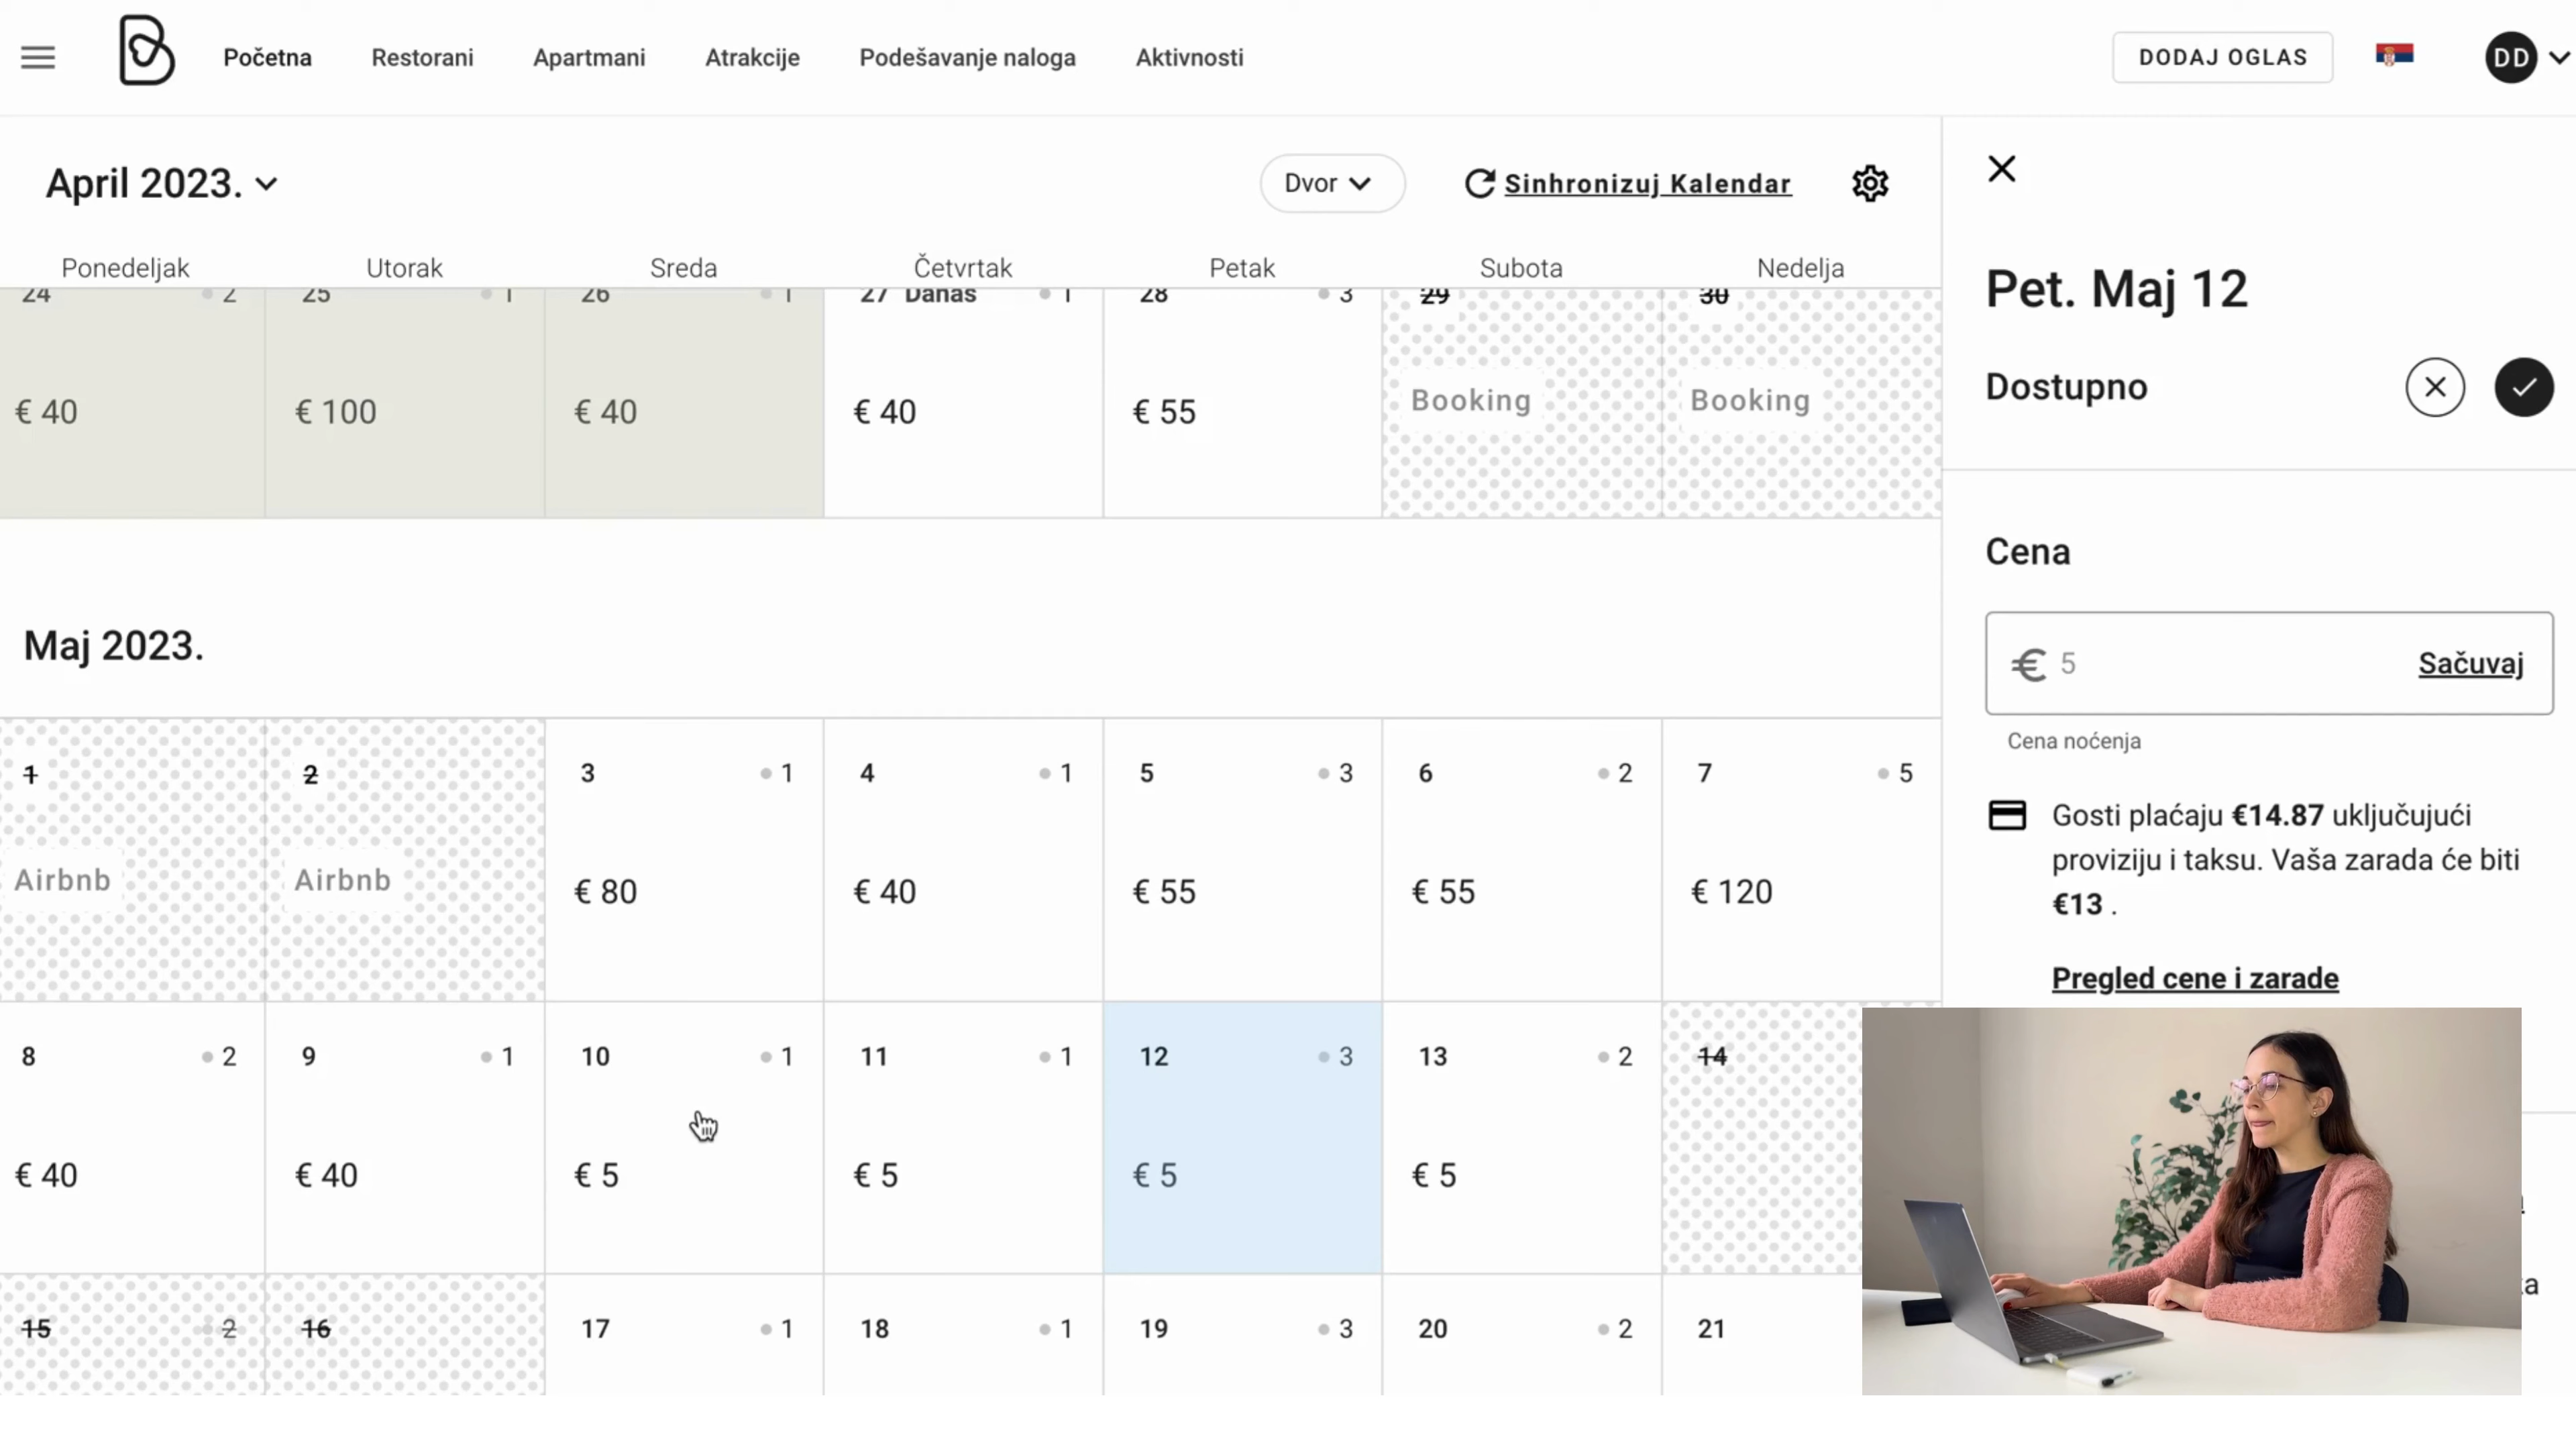 Početna Restorani Apartmani Atrakcije Podešavanje naloga Aktivnosti DODAJ OGLAS DD
April 2023. Dvor Sinhronizuj Kalendar
Ponedeljak Utorak Sreda Četvrtak Petak Subota Nedelja
24 2 25 1 26 1 27 Danas 1 28 3 29 30
€ 40 € 100 € 40 € 40 € 55 Booking Booking
Maj 2023.
1 2 3 1 4 1 5 3 6 2 7 5
Airbnb Airbnb € 80 € 40 € 55 € 55 € 120
8 2 9 1 10 1 11 1 12 3 13 2 14
€ 40 € 40 € 5 € 5 € 5 € 5
15 2 16 17 1 18 1 19 3 20 2 21
Pet. Maj 12
Dostupno
Cena
€ 5 Sačuvaj
Cena noćenja
Gosti plaćaju €14.87 uključujući
proviziju i taksu. Vaša zarada će biti
€13 .
Pregled cene i zarade